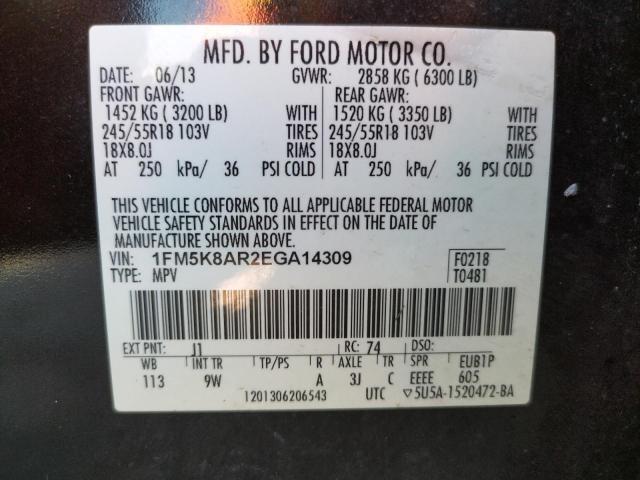 MFD. BY FORD MOTOR CO.
DATE: 06/13 GVWR: 2858 KG ( 6300 LB)
FRONT GAWR: REAR GAWR:
1452 KG ( 3200 LB) WITH 1520 KG ( 3350 LB) WITH
245/55R18 103V TIRES 245/55R18 103V TIRES
18X8.0J RIMS 18X8.0J RIMS
AT 250 kPa/ 36 PSI COLD AT 250 kPa/ 36 PSI COLD
THIS VEHICLE CONFORMS TO ALL APPLICABLE FEDERAL MOTOR
VEHICLE SAFETY STANDARDS IN EFFECT ON THE DATE OF
MANUFACTURE SHOWN ABOVE.
VIN: 1FM5K8AR2EGA14309 F0218
TYPE: MPV T0481
EXT PNT: J1 RC: 74 DSO:
WB INT TR TP/PS R AXLE TR SPR EUB1P
113 9W A 3J C EEEE 605
1201306206543 UTC ▽5U5A-1520472-BA